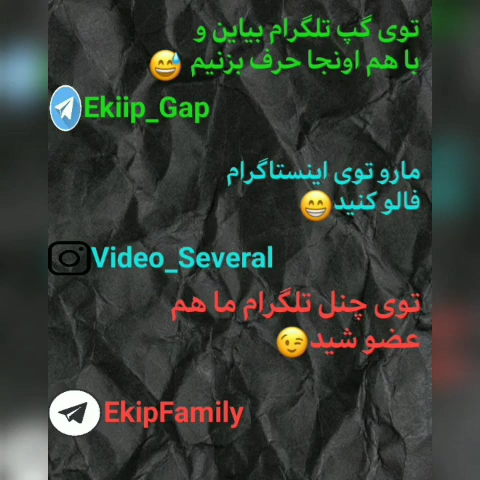 توی گپ تلگرام بیاین و
با هم اونجا حرف بزنیم 😅
Ekiip_Gap
مارو توی اینستاگرام
فالو کنید😁
Video_Several
توی چنل تلگرام ما هم
عضو شید😉
EkipFamily